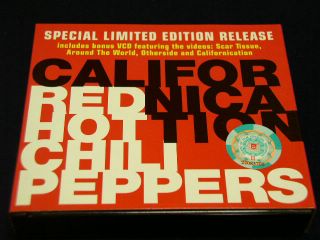 SPECIAL LIMITED EDITION RELEASE
includes bonus VCD featuring the videos: Scar Tissue,
Around The World, Otherside and Californication
CALIFOR
RED NICA
HOT TION
CHILI
PEPPERS